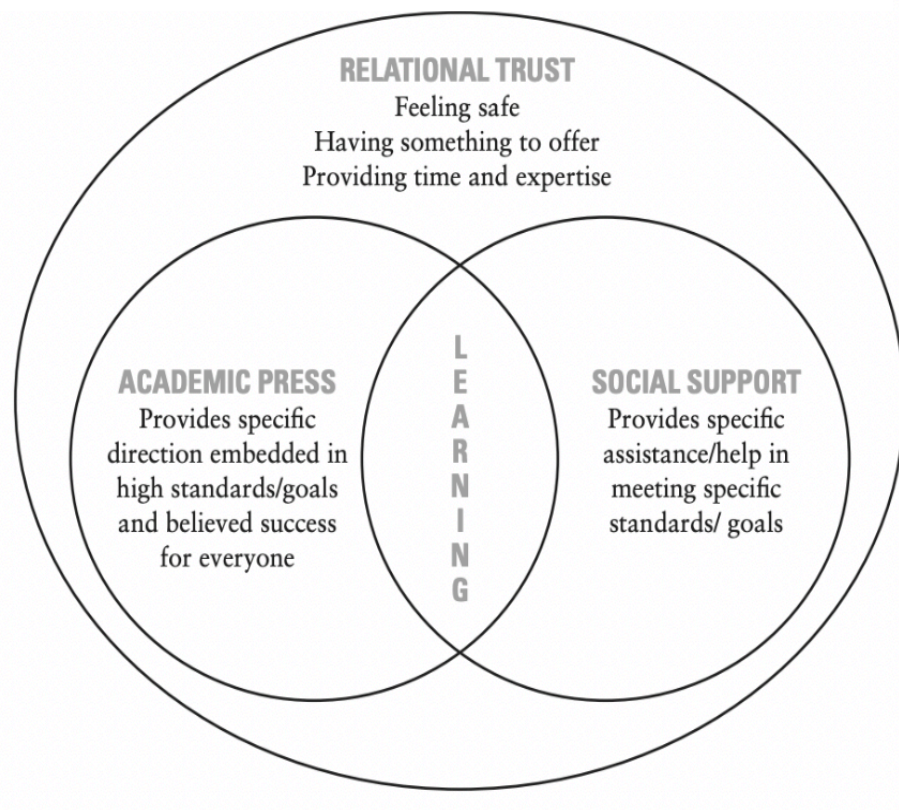 RELATIONAL TRUST
Feeling safe
Having something to offer
Providing time and expertise
ACADEMIC PRESS
Provides specific
direction embedded in
high standards/goals
and believed success
for everyone
LEARNING
SOCIAL SUPPORT
Provides specific
assistance/help in
meeting specific
standards/ goals